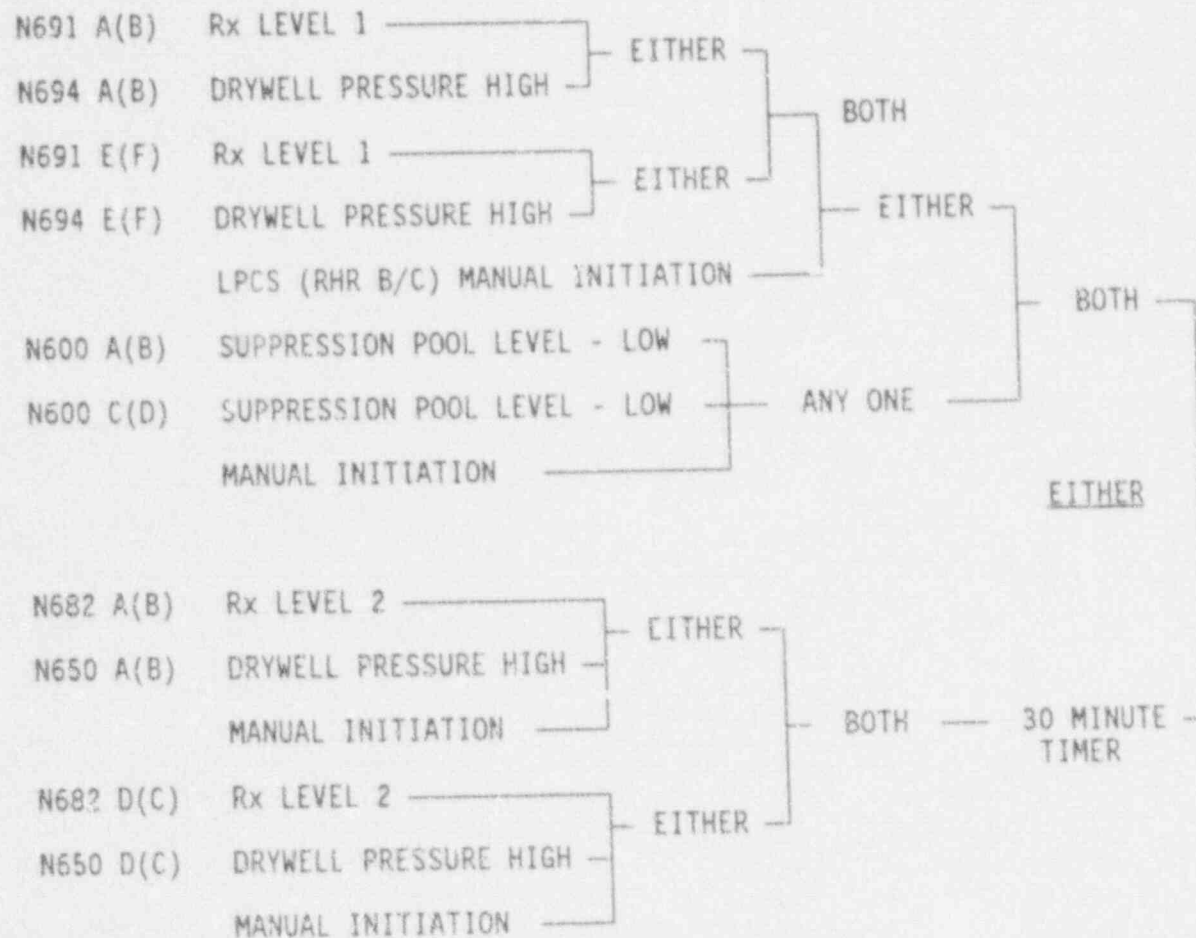 N691 A(B) Rx LEVEL 1
EITHER
N694 A(B) DRYWELL PRESSURE HIGH
BOTH
N691 E(F) Rx LEVEL 1
EITHER
EITHER
N694 E(F) DRYWELL PRESSURE HIGH
LPCS (RHR B/C) MANUAL INITIATION
BOTH
N600 A(B) SUPPRESSION POOL LEVEL - LOW
N600 C(D) SUPPRESSION POOL LEVEL - LOW
ANY ONE
MANUAL INITIATION
EITHER
N682 A(B) Rx LEVEL 2
EITHER
N650 A(B) DRYWELL PRESSURE HIGH
MANUAL INITIATION
BOTH
30 MINUTE
TIMER
N682 D(C) Rx LEVEL 2
EITHER
N650 D(C) DRYWELL PRESSURE HIGH
MANUAL INITIATION